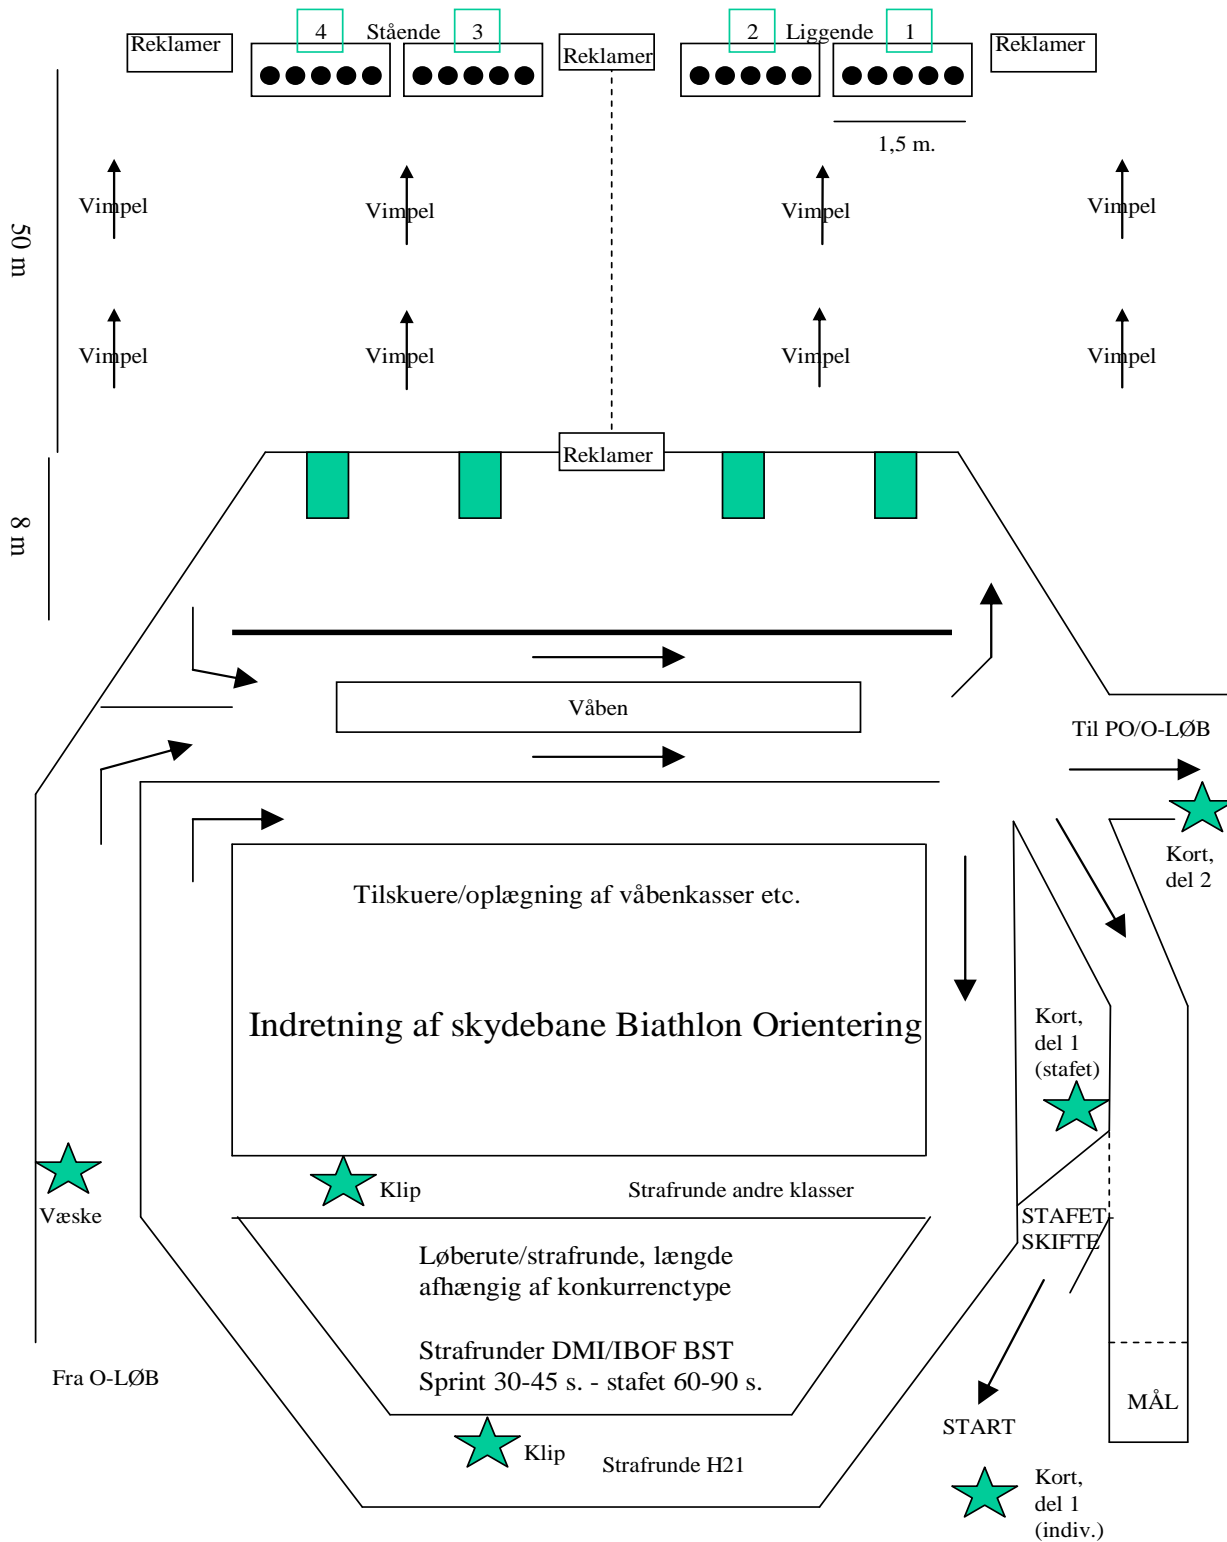 4 Stående 3
2 Liggende 1
Reklamer
Reklamer
Reklamer
1,5 m.
Vimpel
Vimpel
Vimpel
Vimpel
50 m
Vimpel
Vimpel
Vimpel
Vimpel
Reklamer
8 m
Våben
Til PO/O-LØB
Kort,
del 2
Tilskuere/oplægning af våbenkasser etc.
Indretning af skydebane Biathlon Orientering
Kort,
del 1
(stafet)
Væske
Klip
Strafrunde andre klasser
STAFET
SKIFTE
Løberute/strafrunde, længde
afhængig af konkurrenctype
Strafrunder DMI/IBOF BST
Sprint 30-45 s. - stafet 60-90 s.
Fra O-LØB
MÅL
START
Klip
Strafrunde H21
Kort,
del 1
(indiv.)